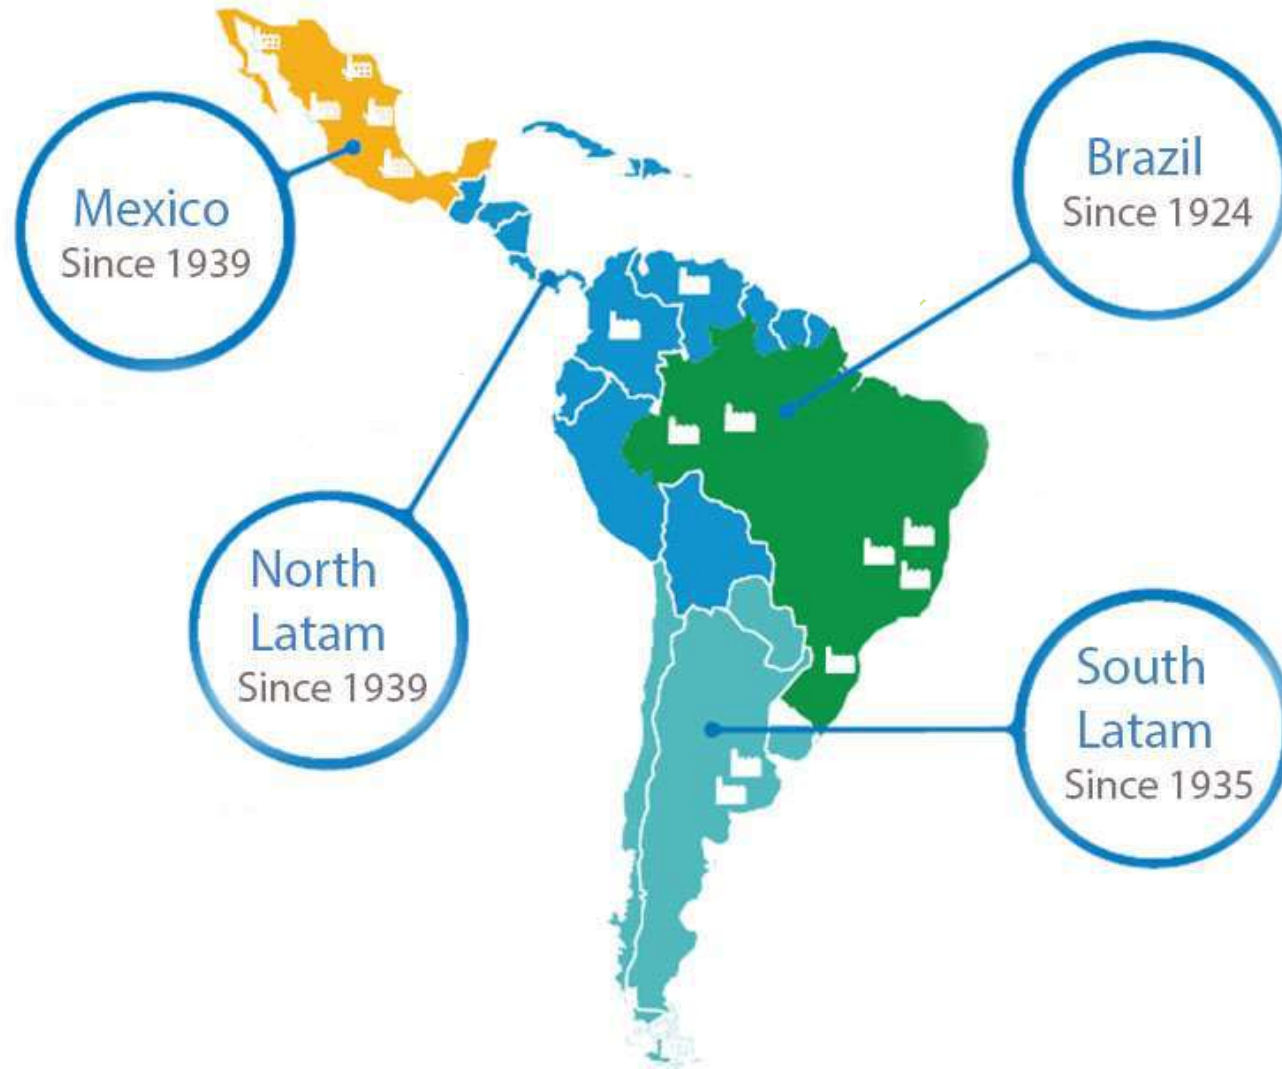 Mexico
Since 1939
Brazil
Since 1924
North
Latam
Since 1939
South
Latam
Since 1935